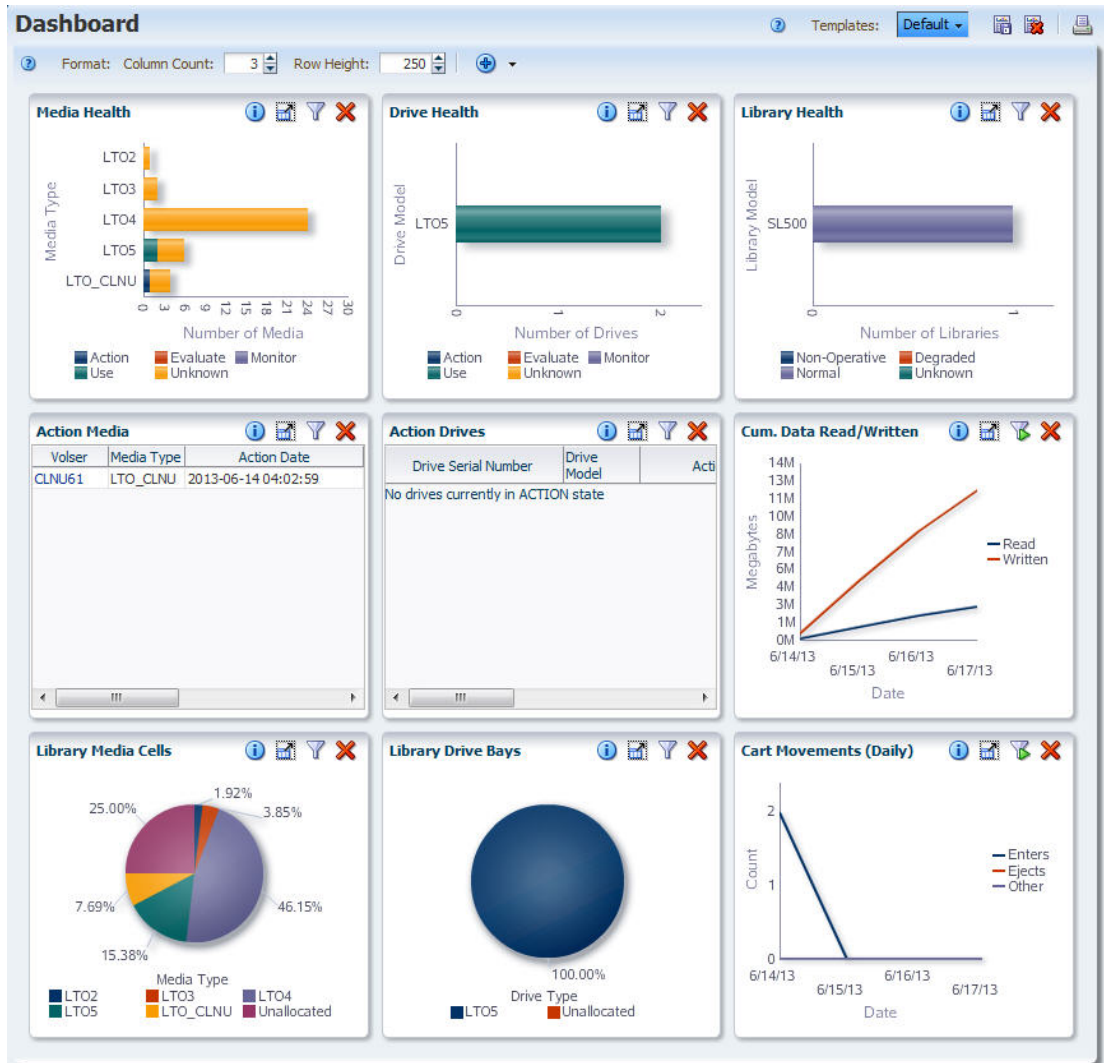 Dashboard
Templates: Default
Format: Column Count: 3 Row Height: 250
Media Health
Media Type
LTO2
LTO3
LTO4
LTO5
LTO_CLNU
0 3 6 9 12 15 18 21 24 27 30
Number of Media
Action Evaluate Monitor
Use Unknown
Drive Health
Drive Model
LTO5
0 1 2
Number of Drives
Action Evaluate Monitor
Use Unknown
Library Health
Library Model
SL500
0 1
Number of Libraries
Non-Operative Degraded
Normal Unknown
Action Media
Volser Media Type Action Date
CLNU61 LTO_CLNU 2013-06-14 04:02:59
Action Drives
Drive Serial Number Drive Model Acti
No drives currently in ACTION state
Cum. Data Read/Written
Megabytes
14M
13M
11M
10M
8M
7M
6M
4M
3M
1M
0M
Read
Written
6/14/13 6/15/13 6/16/13 6/17/13
Date
Library Media Cells
1.92%
3.85%
25.00%
7.69%
46.15%
15.38%
Media Type
LTO2 LTO3 LTO4
LTO5 LTO_CLNU Unallocated
Library Drive Bays
100.00%
Drive Type
LTO5 Unallocated
Cart Movements (Daily)
Count
2
1
0
Enters
Ejects
Other
6/14/13 6/15/13 6/16/13 6/17/13
Date